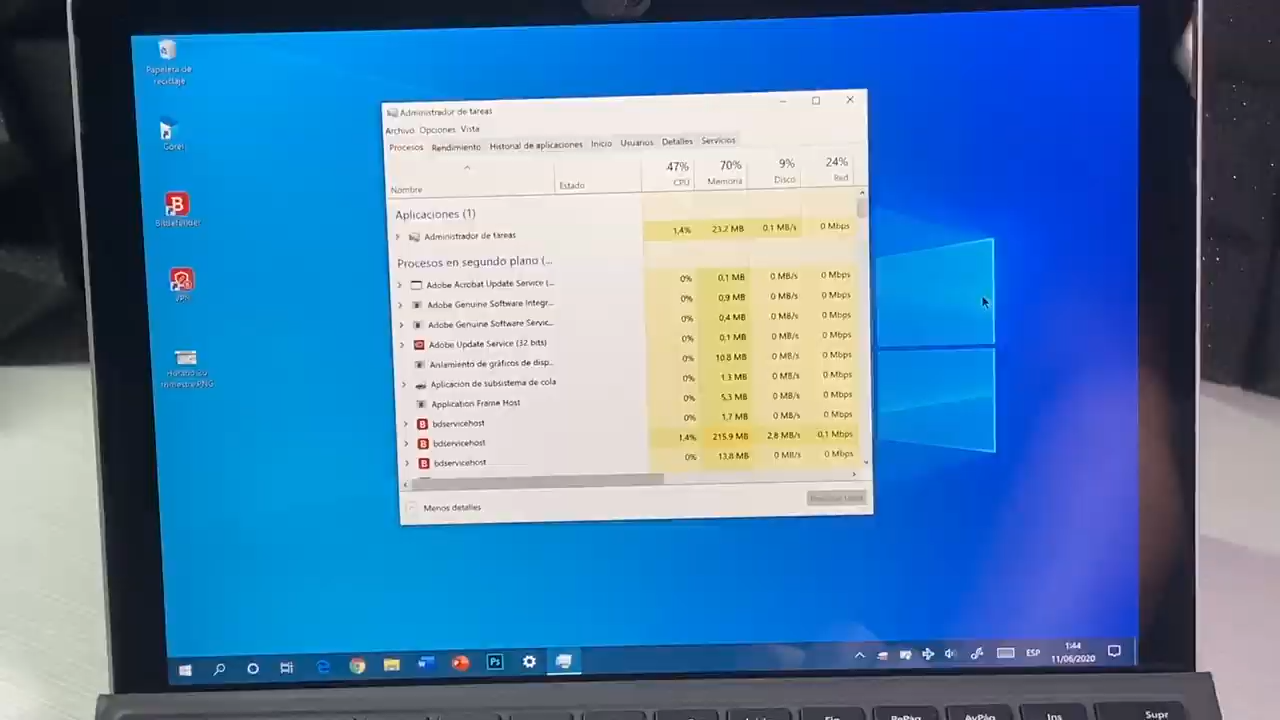 Papelera de
reciclaje
Corel
Bitdefender
VPN
trimestre.PNG
Administrador de tareas
Archivo Opciones Vista
Procesos Rendimiento Historial de aplicaciones Inicio Usuarios Detalles Servicios
47% 70% 9% 24%
Nombre Estado CPU Memoria Disco Red
Aplicaciones (1)
Administrador de tareas 1,4% 23,2 MB 0,1 MB/s 0 Mbps
Procesos en segundo plano (...
Adobe Acrobat Update Service (... 0% 0,1 MB 0 MB/s 0 Mbps
Adobe Genuine Software Integr... 0% 0,9 MB 0 MB/s 0 Mbps
Adobe Genuine Software Servic... 0% 0,4 MB 0 MB/s 0 Mbps
Adobe Update Service (32 bits) 0% 0,1 MB 0 MB/s 0 Mbps
Aislamiento de gráficos de disp... 0% 10,8 MB 0 MB/s 0 Mbps
Aplicación de subsistema de cola 0% 1,3 MB 0 MB/s 0 Mbps
Application Frame Host 0% 5,3 MB 0 MB/s 0 Mbps
bdservicehost 0% 1,7 MB 0 MB/s 0 Mbps
bdservicehost 1,4% 215,9 MB 2,8 MB/s 0,1 Mbps
bdservicehost 0% 13,8 MB 0 MB/s 0 Mbps
Menos detalles
Ps
ESP
1:44
11/06/2020
Fin RePág AvPág Ins Supr